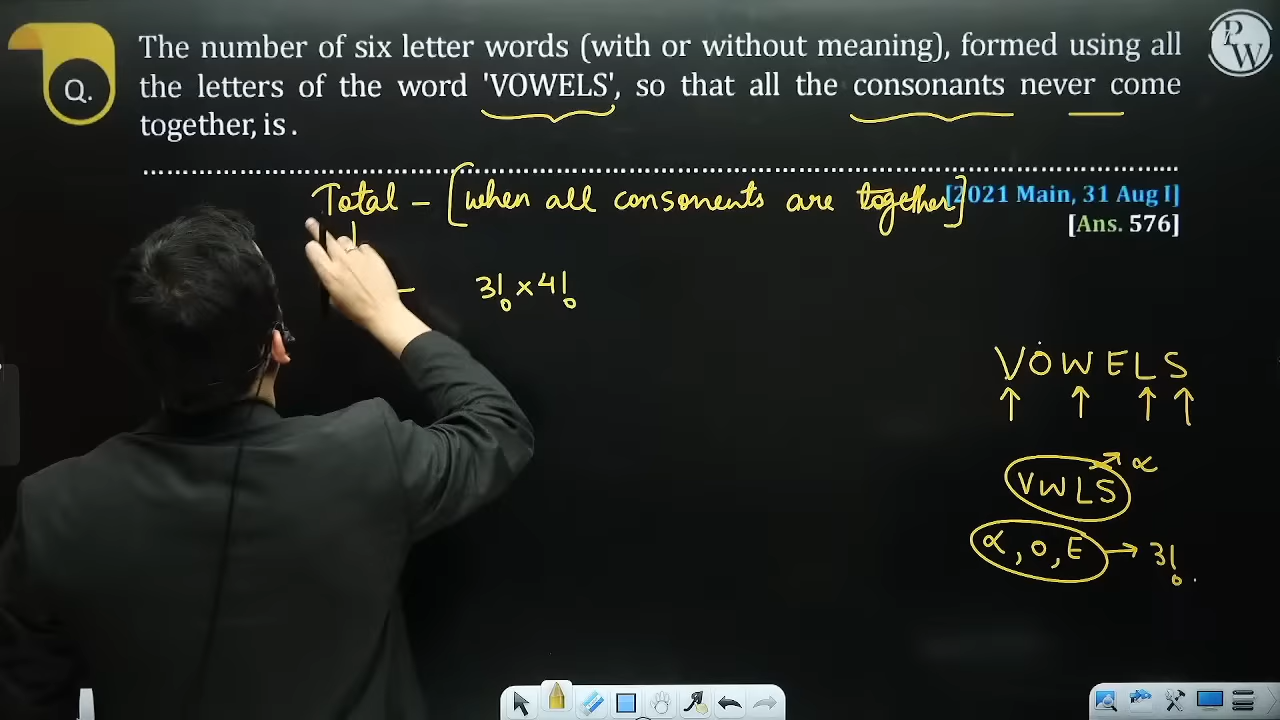 Q.
The number of six letter words (with or without meaning), formed using all
the letters of the word 'VOWELS', so that all the consonants never come
together, is .
Total - [when all consonents are together]
[2021 Main, 31 Aug I]
[Ans. 576]
- 3! × 4!
VOWELS
VWLS α
α, O, E → 3!
PW